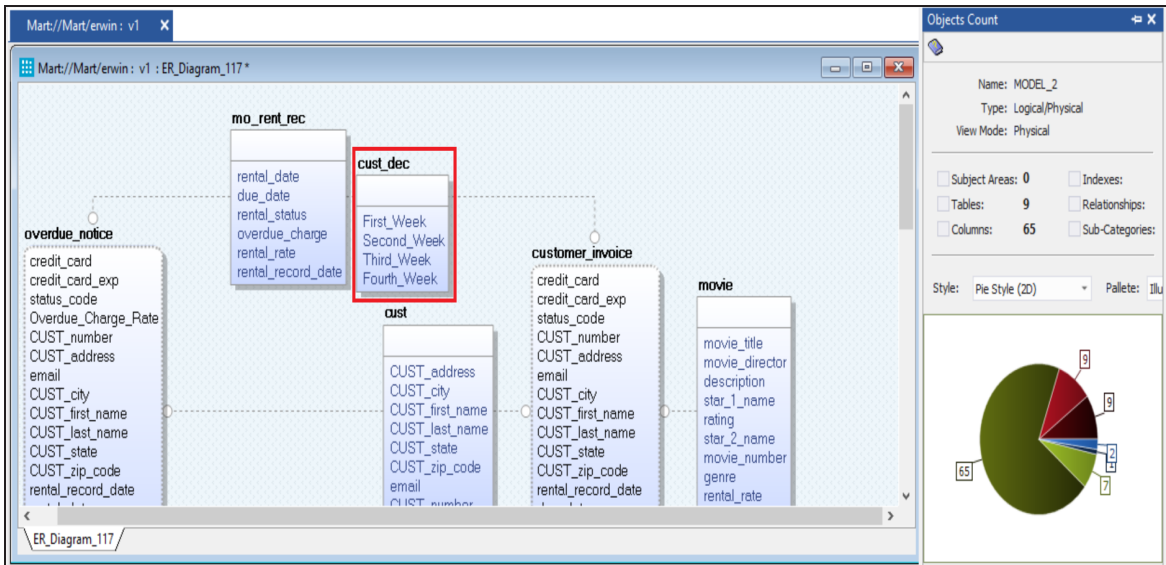 Mart://Mart/erwin : v1 X
Mart://Mart/erwin : v1 : ER_Diagram_117 *
mo_rent_rec
rental_date
due_date
rental_status
overdue_charge
rental_rate
rental_record_date
cust_dec
First_Week
Second_Week
Third_Week
Fourth_Week
overdue_notice
credit_card
credit_card_exp
status_code
Overdue_Charge_Rate
CUST_number
CUST_address
email
CUST_city
CUST_first_name
CUST_last_name
CUST_state
CUST_zip_code
rental_record_date
cust
CUST_address
CUST_city
CUST_first_name
CUST_last_name
CUST_state
CUST_zip_code
email
CUST_number
customer_invoice
credit_card
credit_card_exp
status_code
CUST_number
CUST_address
email
CUST_city
CUST_first_name
CUST_last_name
CUST_state
CUST_zip_code
rental_record_date
movie
movie_title
movie_director
description
star_1_name
rating
star_2_name
movie_number
genre
rental_rate
ER_Diagram_117
Objects Count
Name: MODEL_2
Type: Logical/Physical
View Mode: Physical
Subject Areas: 0 Indexes:
Tables: 9 Relationships:
Columns: 65 Sub-Categories:
Style: Pie Style (2D) Pallete: Illu
9
9
2
7
65